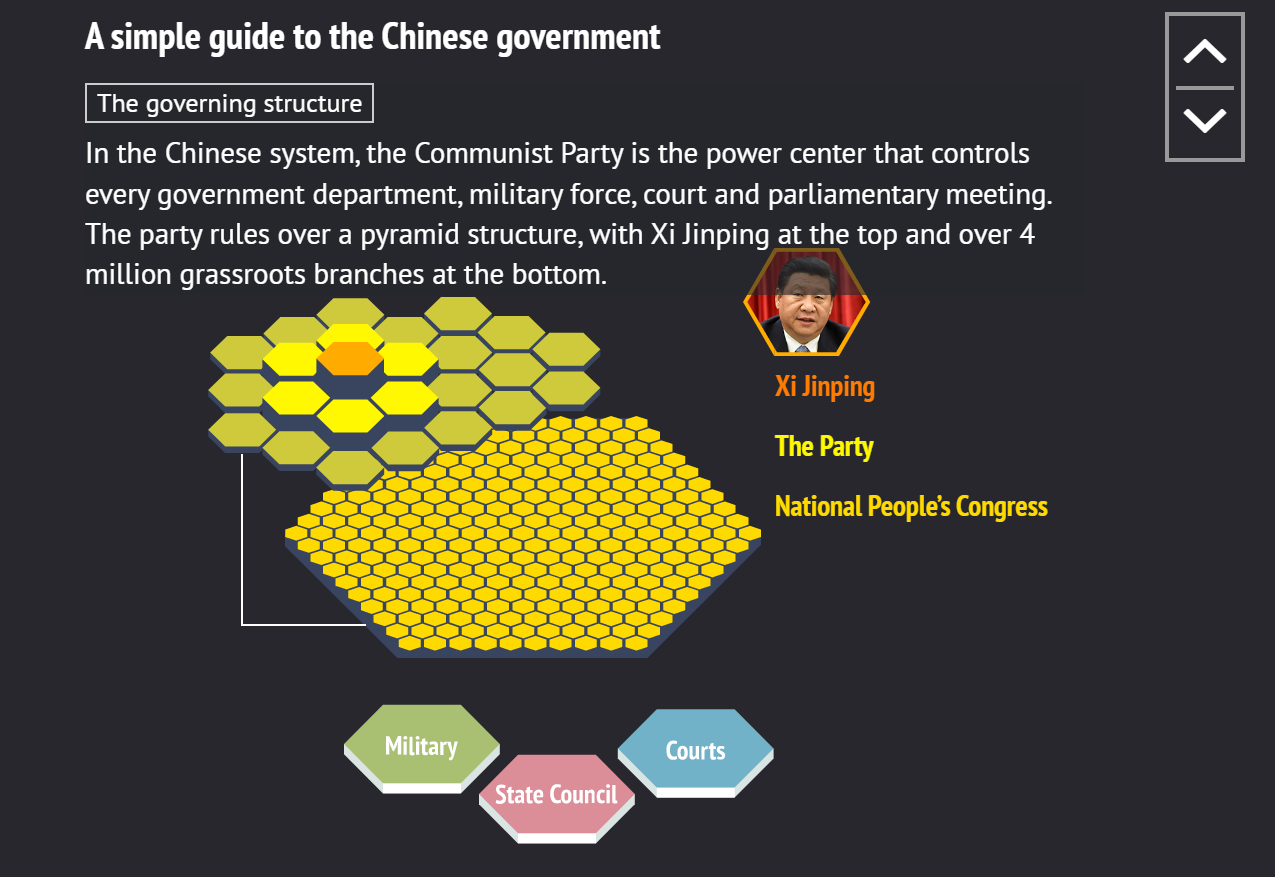 A simple guide to the Chinese government
The governing structure
In the Chinese system, the Communist Party is the power center that controls
every government department, military force, court and parliamentary meeting.
The party rules over a pyramid structure, with Xi Jinping at the top and over 4
million grassroots branches at the bottom.
Xi Jinping
The Party
National People’s Congress
Military
Courts
State Council